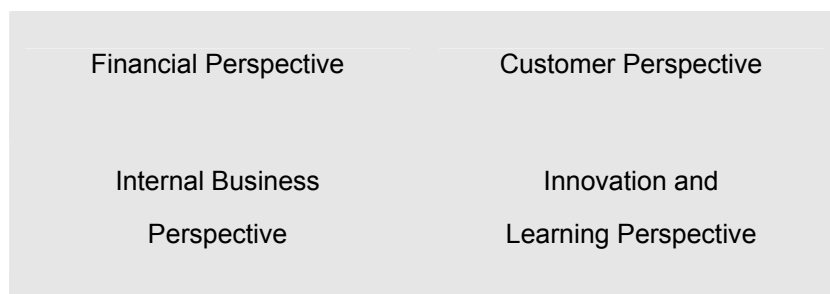 Financial Perspective
Customer Perspective
Internal Business
Perspective
Innovation and
Learning Perspective